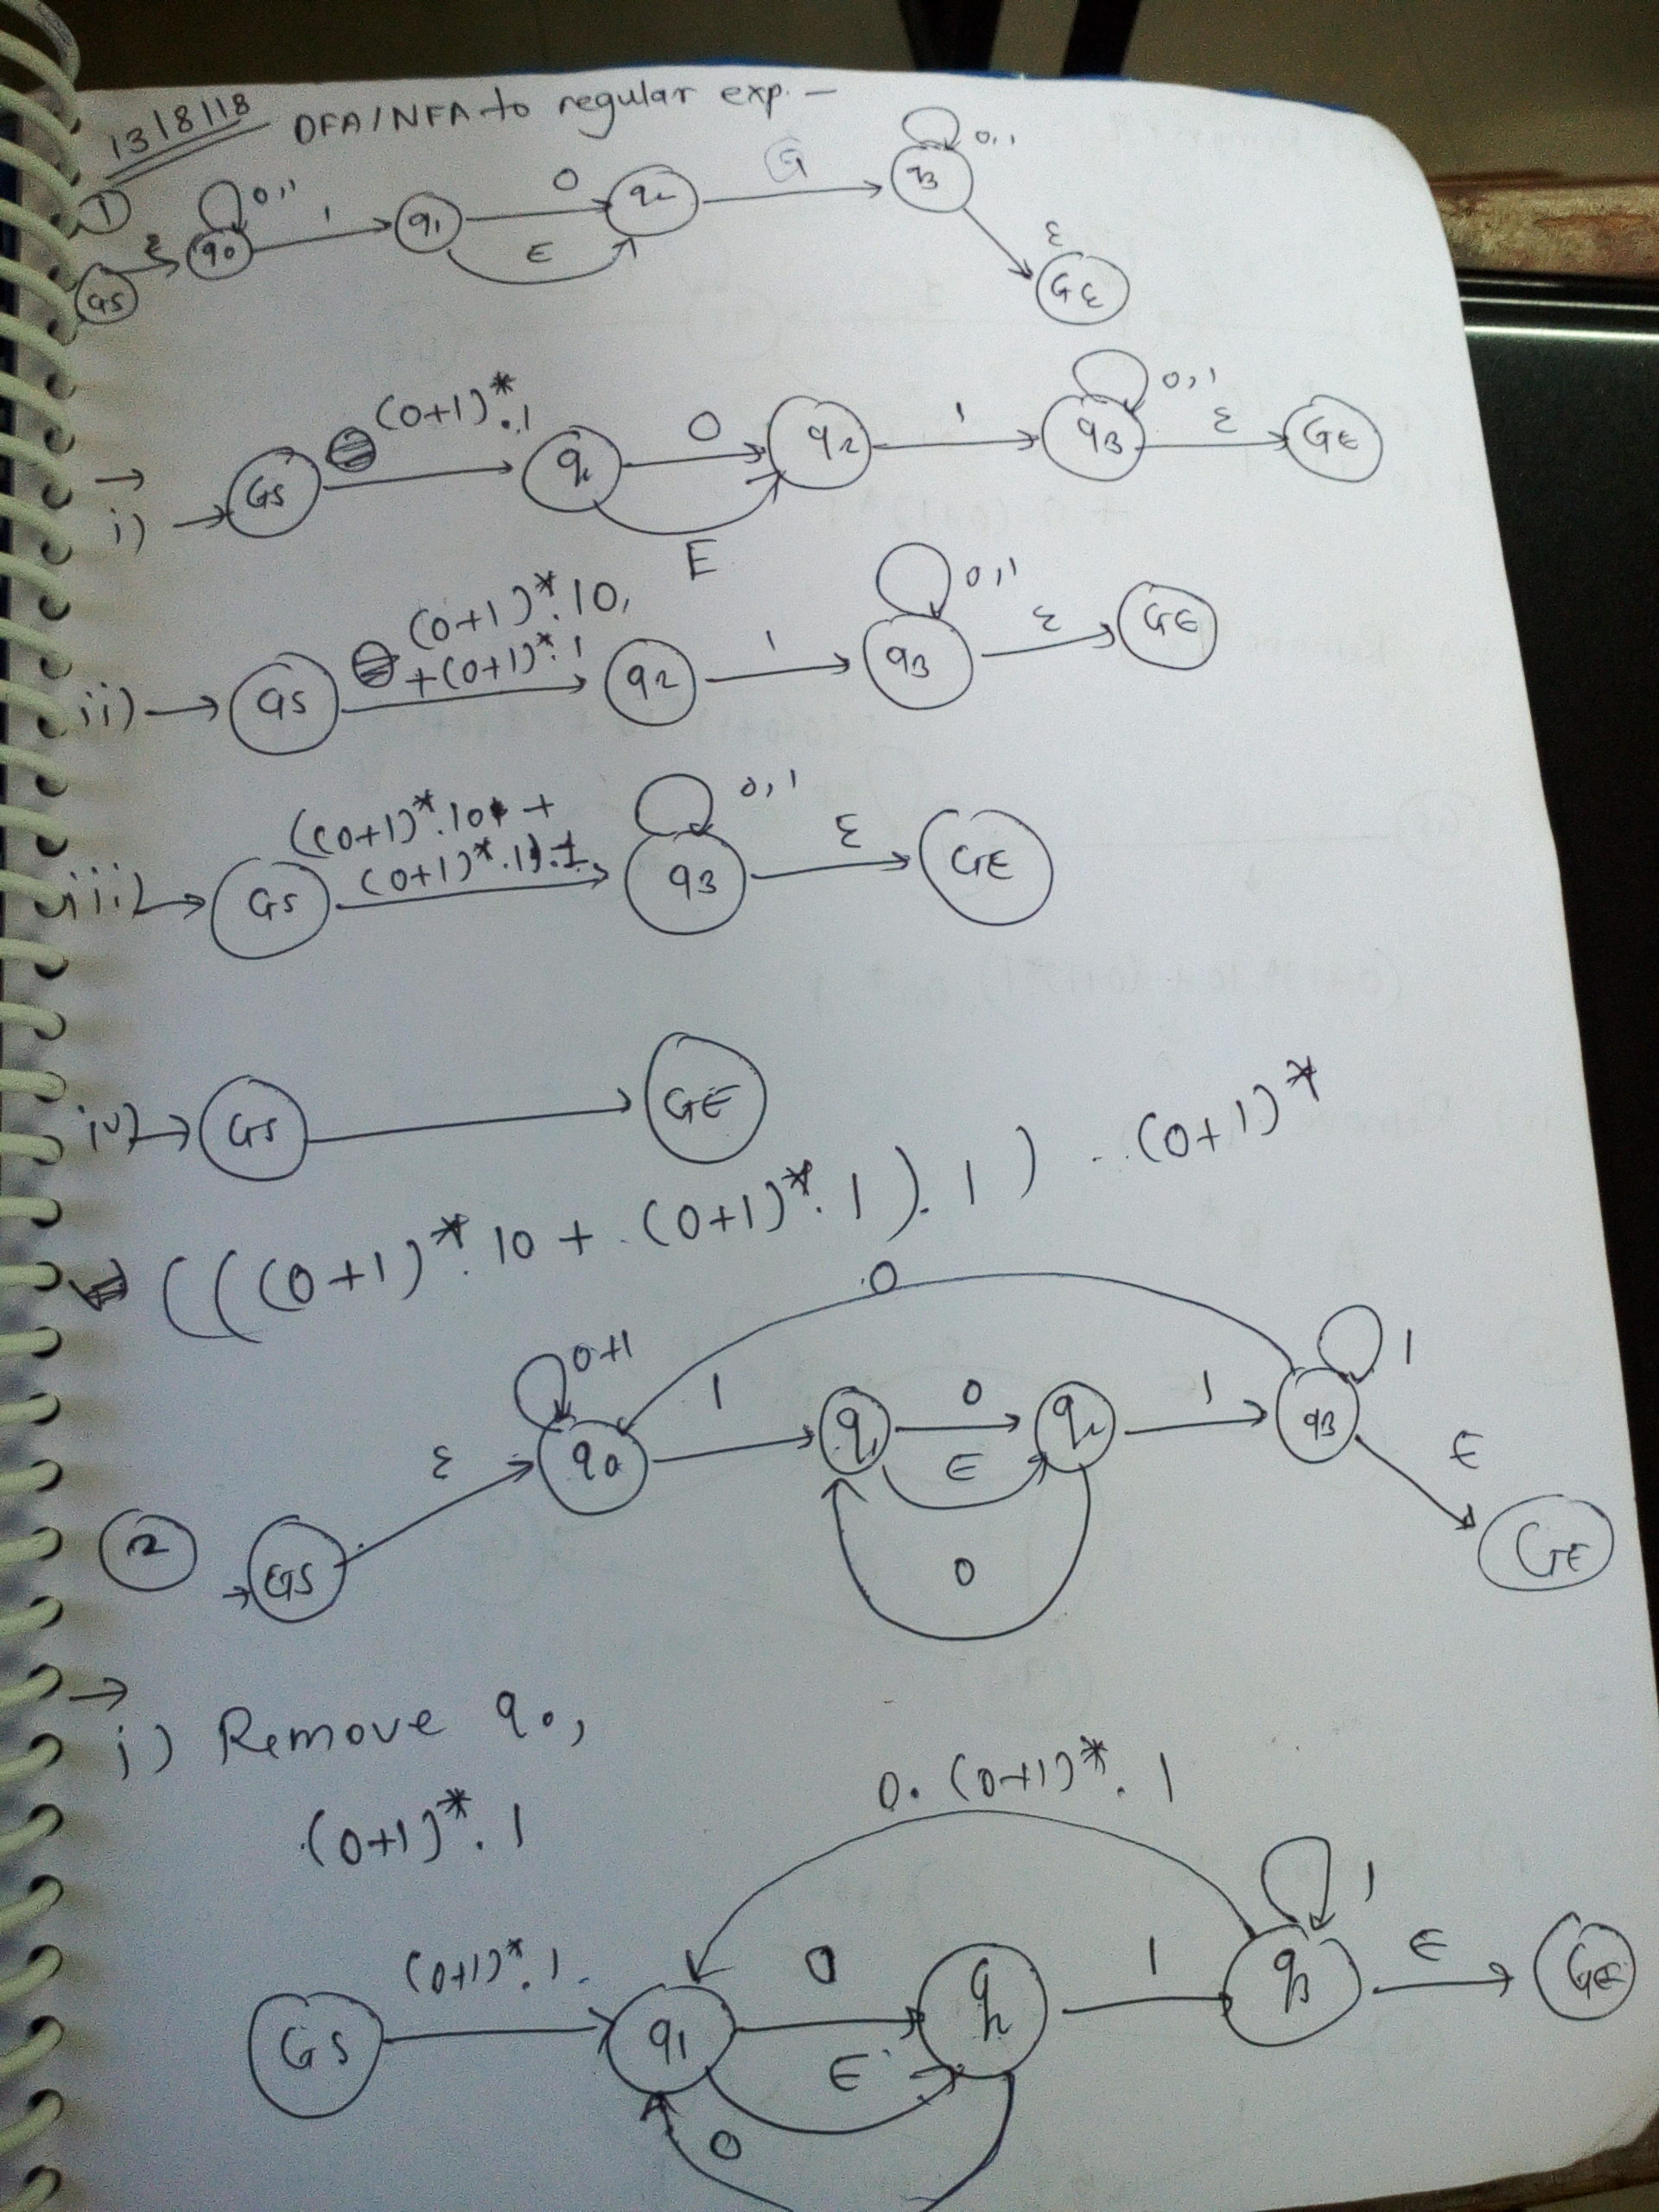 13/8/18 DFA/NFA to regular exp. —
① GS ε q0 0,1 1 q1 0 ε q2 q3 0,1 ε GE
i) → GS (0+1)*.1 q1 0 E q2 1 q3 0,1 ε GE
ii) → GS (0+1)*.10, +(0+1)*.1 q2 1 q3 0,1 ε GE
iii) → GS ((0+1)*.10 + (0+1)*.1).1 q3 0,1 ε GE
iv) → GS → GE
(((0+1)*.10 + (0+1)*.1).1) . (0+1)*
② → GS ε q0 0+1 1 q1 0 ε q2 0 1 q3 1 0 ε GE
→
i) Remove q0,
(0+1)*.1
0.(0+1)*.1
GS (0+1)*.1 q1 0 ε 0 q2 1 q3 1 ε GE